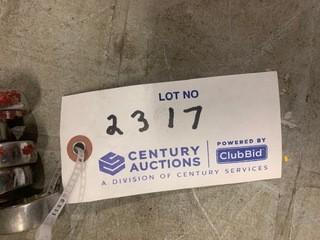 LOT NO
2317
CENTURY AUCTIONS
POWERED BY
ClubBid
A DIVISION OF CENTURY SERVICES